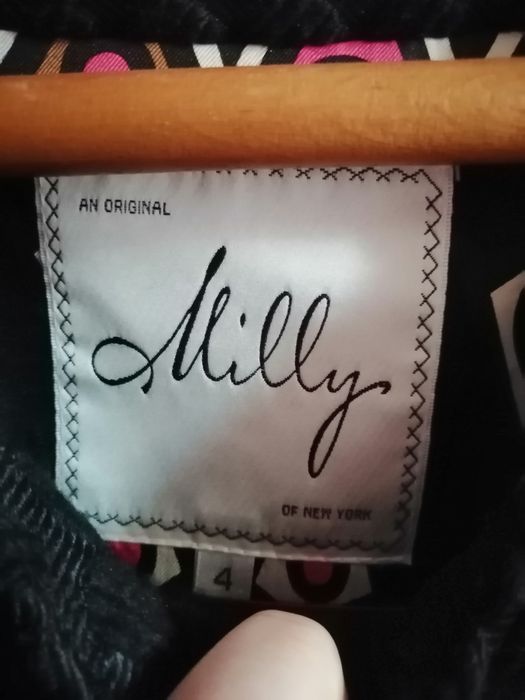 AN ORIGINAL
Milly
OF NEW YORK
4